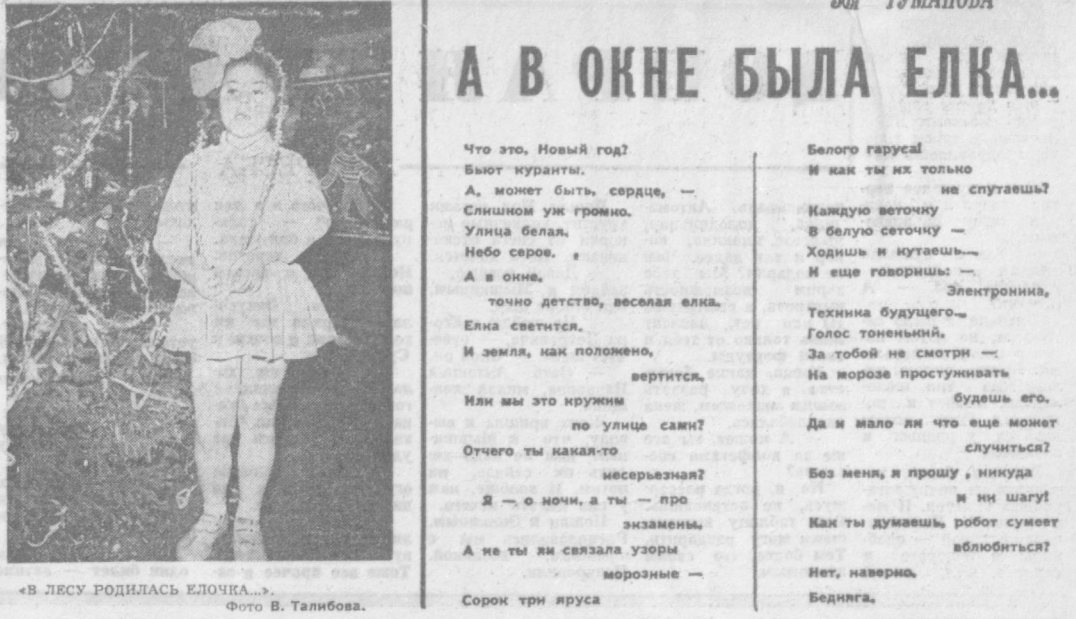 ТУМАНОВА
А В ОКНЕ БЫЛА ЕЛКА...
Что это, Новый год?
Бьют куранты.
А, может быть, сердце, —
Слишком уж громко.
Улица белая.
Небо серое.
А в окне,
точно детство, веселая елка.
Елка светится.
И земля, как положено,
вертится.
Или мы это кружим
по улице сами?
Отчего ты какая-то
несерьезная?
Я — о ночи, а ты — про
экзамены.
А не ты ли связала узоры
морозные —
Сорок три яруса
Белого гаруса!
И как ты их только
не спутаешь?
Каждую веточку
В белую сеточку —
Ходишь и кутаешь...
И еще говоришь: —
Электроника,
Техника будущего...
Голос тоненький.
За тобой не смотри —
На морозе простуживать
будешь его.
Да и мало ли что еще может
случиться?
Без меня, я прошу, никуда
и ни шагу!
Как ты думаешь, робот сумеет
влюбиться?
Нет, наверно.
Бедняга.
«В ЛЕСУ РОДИЛАСЬ ЕЛОЧКА...».
Фото В. Талибова.